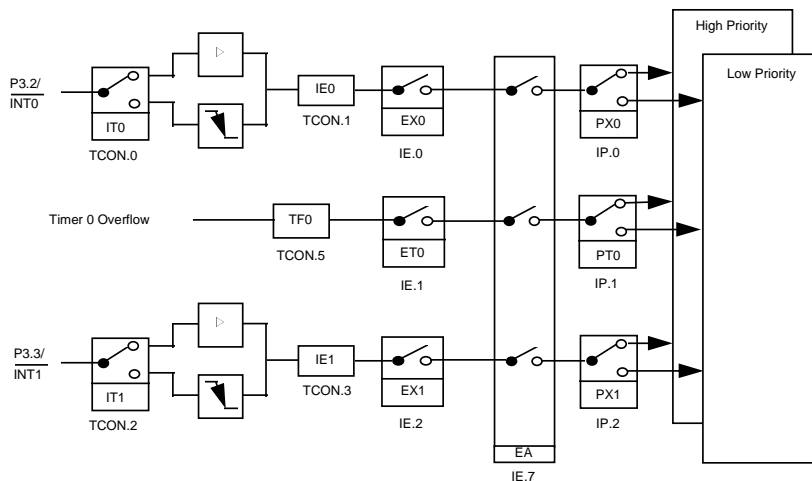 High Priority
Low Priority
P3.2/
INT0
IT0
TCON.0
IE0
TCON.1
EX0
IE.0
PX0
IP.0
Timer 0 Overflow
TF0
TCON.5
ET0
IE.1
PT0
IP.1
P3.3/
INT1
IT1
TCON.2
IE1
TCON.3
EX1
IE.2
PX1
IP.2
EA
IE.7